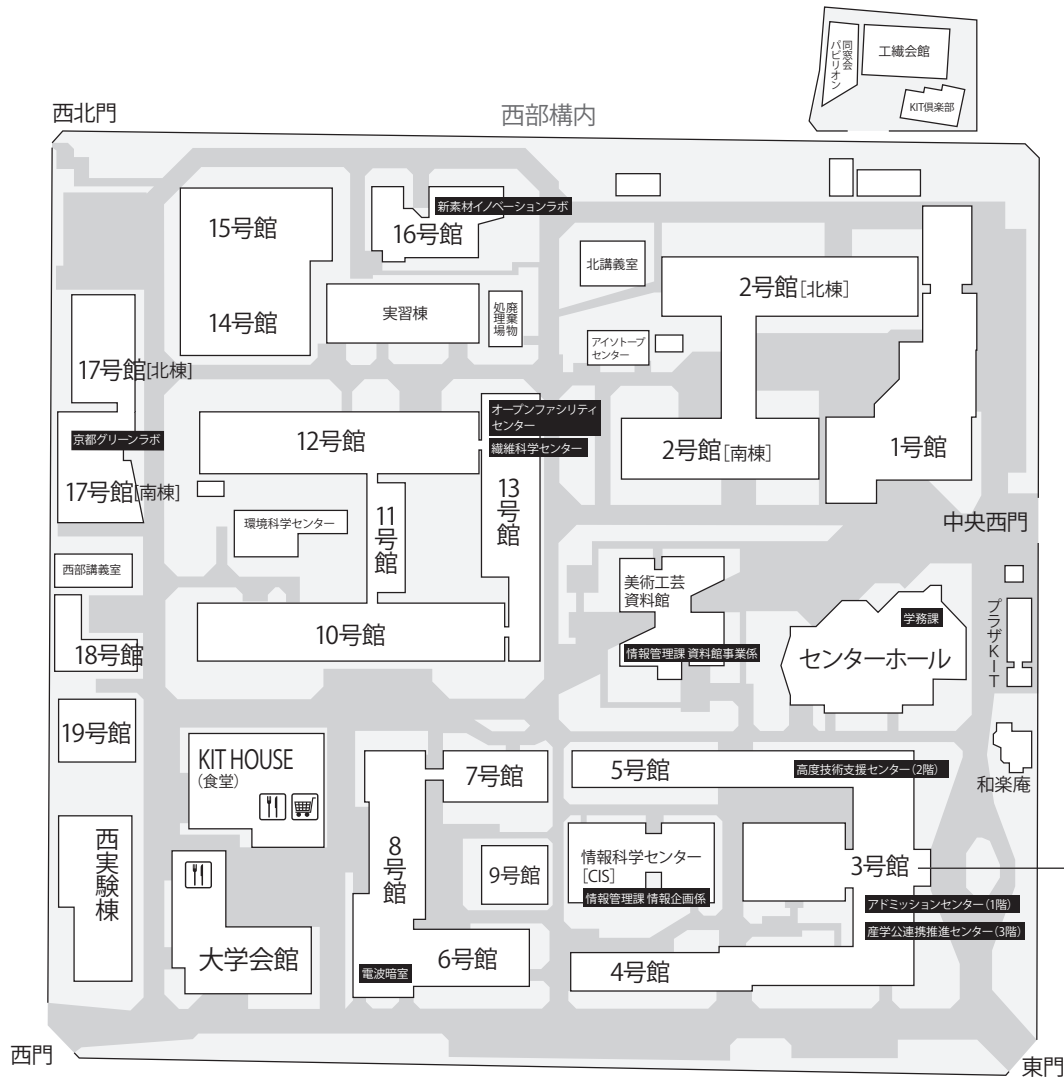 同窓会
パビリオン
工繊会館
KIT倶楽部
西北門
西部構内
15号館
新素材イノベーションラボ
16号館
北講義室
2号館[北棟]
14号館
実習棟
廃棄物
処理場
アイソトープ
センター
17号館[北棟]
オープンファシリティ
センター
京都グリーンラボ
12号館
繊維科学センター
2号館[南棟]
1号館
17号館[南棟]
13号館
11号館
環境科学センター
中央西門
西部講義室
美術工芸
資料館
プラザKIT
学務課
10号館
18号館
情報管理課 資料館事業係
センターホール
19号館
KIT HOUSE
(食堂)
7号館
5号館
高度技術支援センター(2階)
和楽庵
西実験棟
8号館
9号館
情報科学センター
[CIS]
3号館
情報管理課 情報企画係
アドミッションセンター(1階)
産学公連携推進センター(3階)
大学会館
電波暗室
6号館
4号館
西門
東門